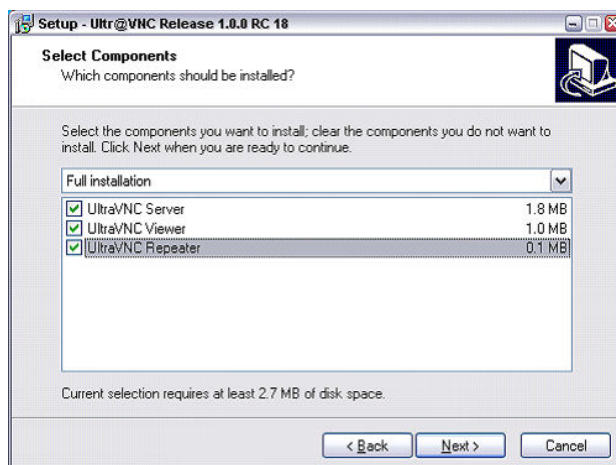 Setup - Ultr@VNC Release 1.0.0 RC 18
Select Components
Which components should be installed?
Select the components you want to install; clear the components you do not want to
install. Click Next when you are ready to continue.
Full installation
UltraVNC Server 1.8 MB
UltraVNC Viewer 1.0 MB
UltraVNC Repeater 0.1 MB
Current selection requires at least 2.7 MB of disk space.
< Back Next > Cancel